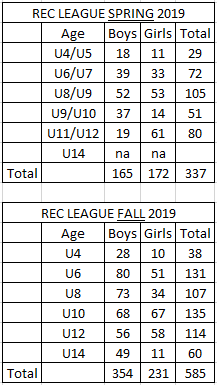 REC LEAGUE SPRING 2019
Age Boys Girls Total
U4/U5 18 11 29
U6/U7 39 33 72
U8/U9 52 53 105
U9/U10 37 14 51
U11/U12 19 61 80
U14 na na
Total 165 172 337
REC LEAGUE FALL 2019
Age Boys Girls Total
U4 28 10 38
U6 80 51 131
U8 73 34 107
U10 68 67 135
U12 56 58 114
U14 49 11 60
Total 354 231 585